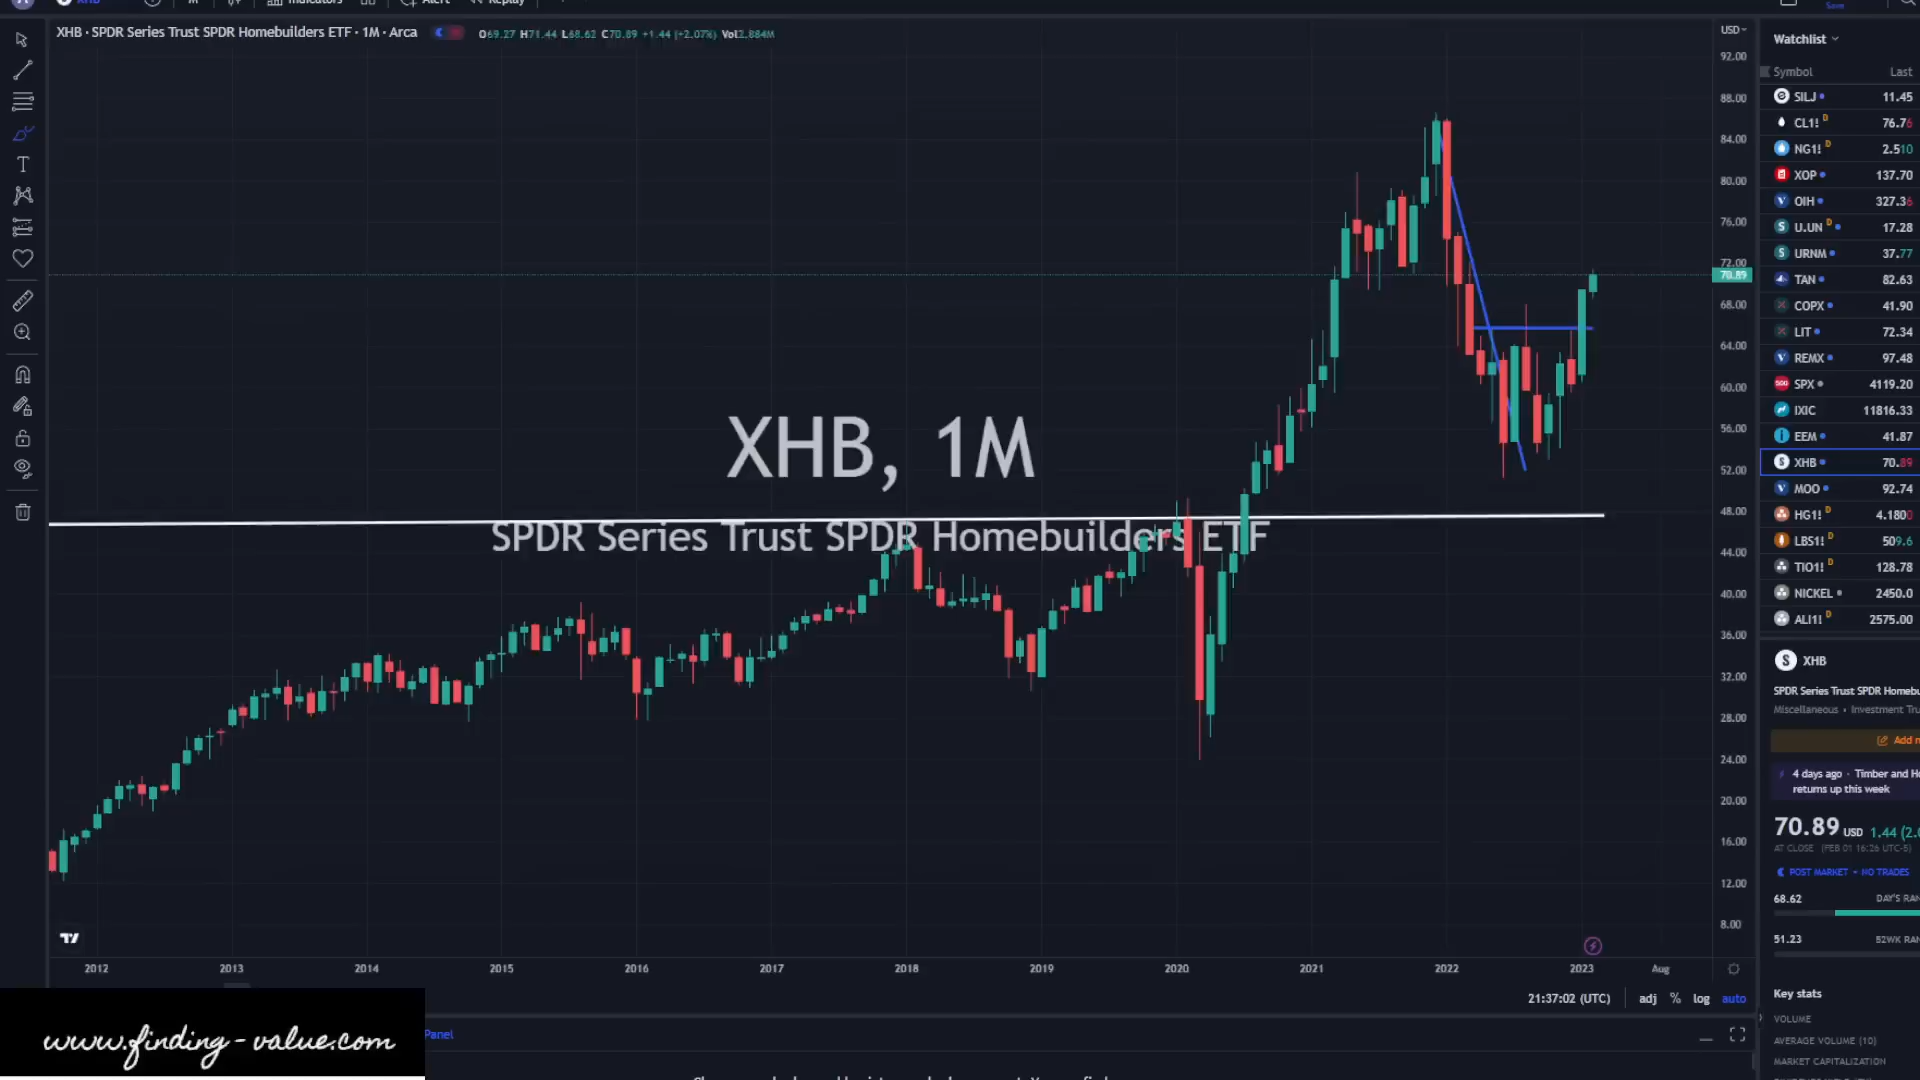 XHB · SPDR Series Trust SPDR Homebuilders ETF · 1M · Arca
O69.27 H71.44 L68.62 C70.89 +1.44 (+2.07%) Vol2.884M
USD
92.00
88.00
84.00
80.00
76.00
72.00
70.89
68.00
64.00
60.00
56.00
52.00
48.00
44.00
40.00
36.00
32.00
28.00
24.00
20.00
16.00
12.00
8.00
XHB, 1M
SPDR Series Trust SPDR Homebuilders ETF
2012 2013 2014 2015 2016 2017 2018 2019 2020 2021 2022 2023 Aug
21:37:02 (UTC) adj % log auto
Panel
www.finding-value.com
Watchlist
Symbol Last
SILJ 11.45
CL1! D 76.76
NG1! D 2.510
XOP 137.70
OIH 327.36
U.UN D 17.28
URNM 37.77
TAN 82.63
COPX 41.90
LIT 72.34
REMX 97.48
SPX 4119.20
IXIC 11816.33
EEM 41.87
XHB 70.89
MOO 92.74
HG1! D 4.1800
LBS1! D 509.6
TIO1! D 128.78
NICKEL 2450.0
ALI1! D 2575.00
XHB
SPDR Series Trust SPDR Homebu
Miscellaneous • Investment Tru
Add n
4 days ago · Timber and Ho
returns up this week
70.89 USD 1.44 (2.0
AT CLOSE (FEB 01 16:26 UTC-5)
POST MARKET • NO TRADES
68.62 DAY'S RAN
51.23 52WK RAN
Key stats
VOLUME
AVERAGE VOLUME (10)
MARKET CAPITALIZATION